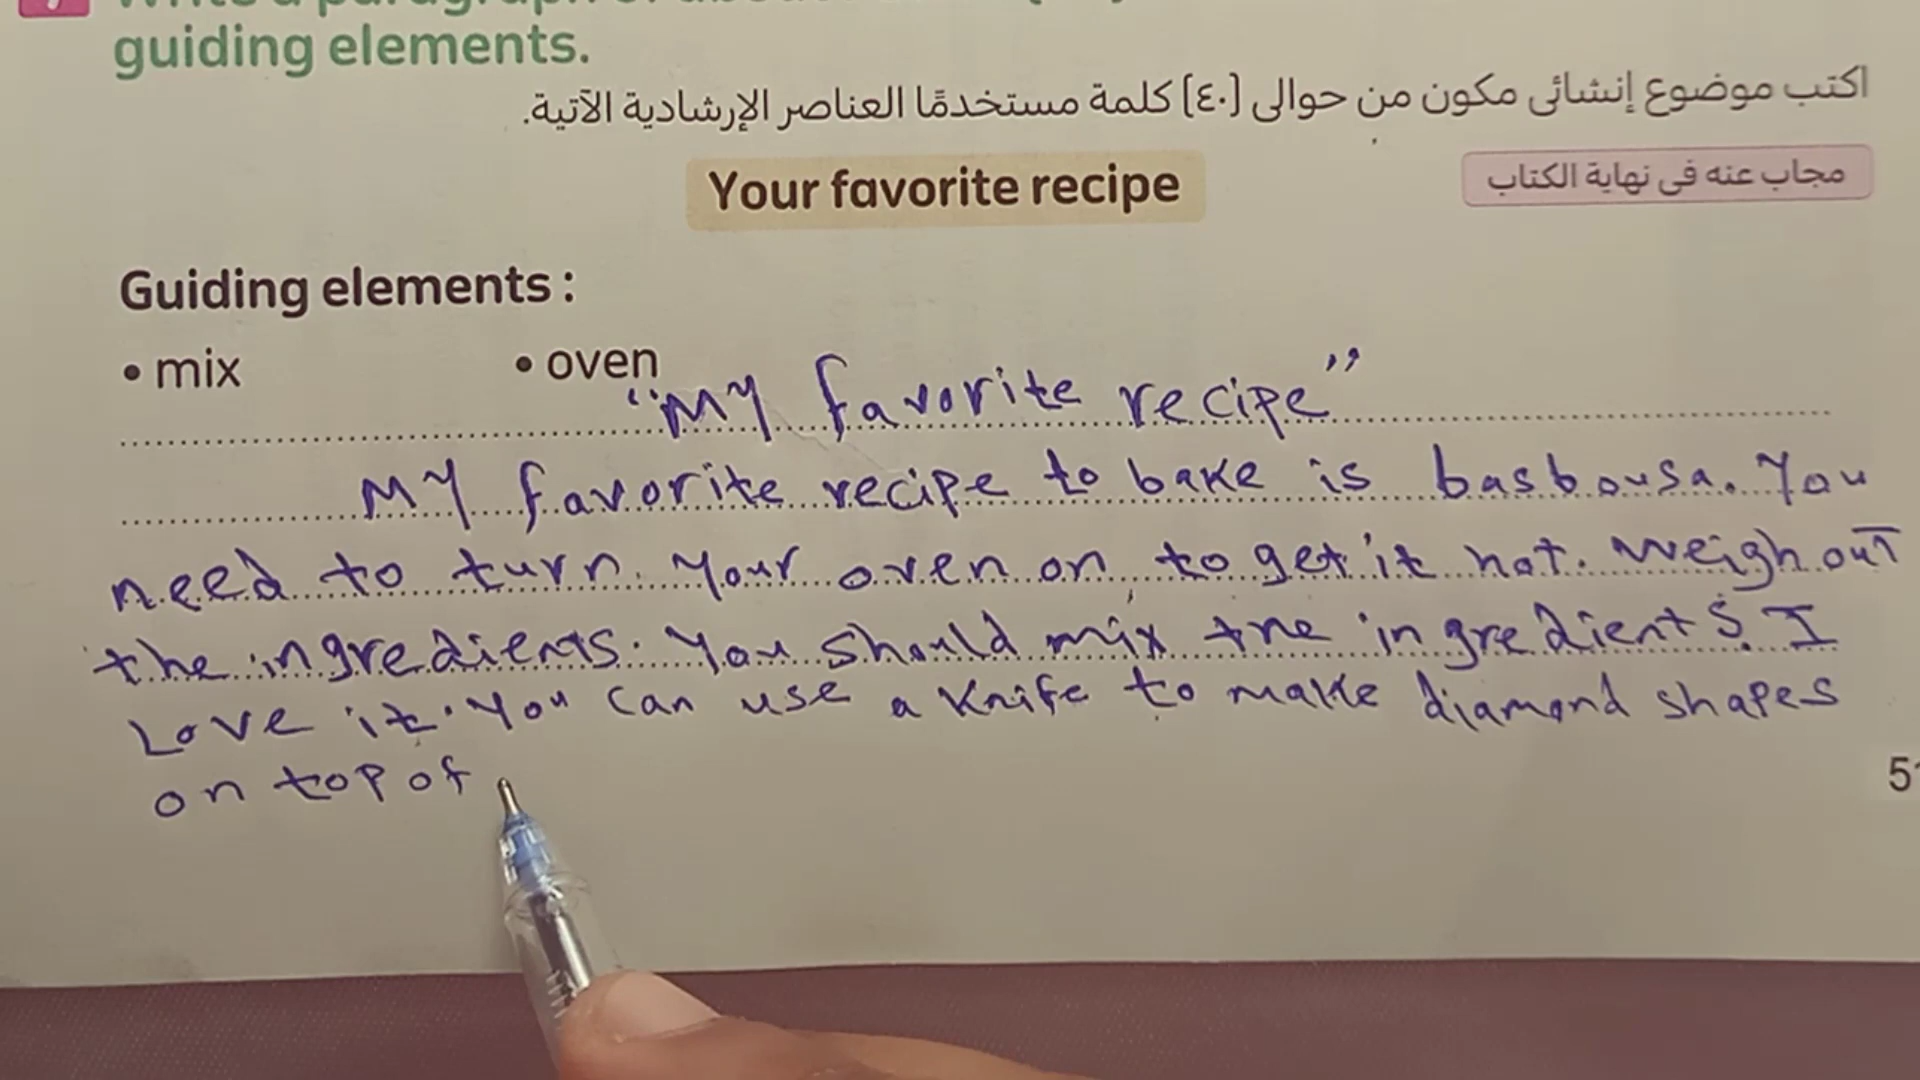 guiding elements.
اكتب موضوع إنشائى مكون من حوالى (٤٠) كلمة مستخدمًا العناصر الإرشادية الآتية.
Your favorite recipe
مجاب عنه فى نهاية الكتاب
Guiding elements :
• mix • oven
"My favorite recipe"
My favorite recipe to bake is basbousa. You
need to turn your oven on to get it hot. Weigh out
the ingredients. You should mix the ingredients. I
Love it. You can use a knife to make diamond shapes
on top of